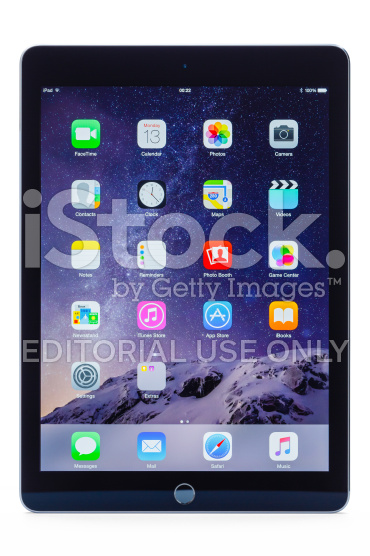 iPad 00:22 100%
Monday
13
FaceTime Calendar Photos Camera
280
Contacts Clock Maps Videos
iStock.
by Getty Images™
Notes Reminders Photo Booth Game Center
Newsstand iTunes Store App Store iBooks
EDITORIAL USE ONLY
Settings Extras
Messages Mail Safari Music